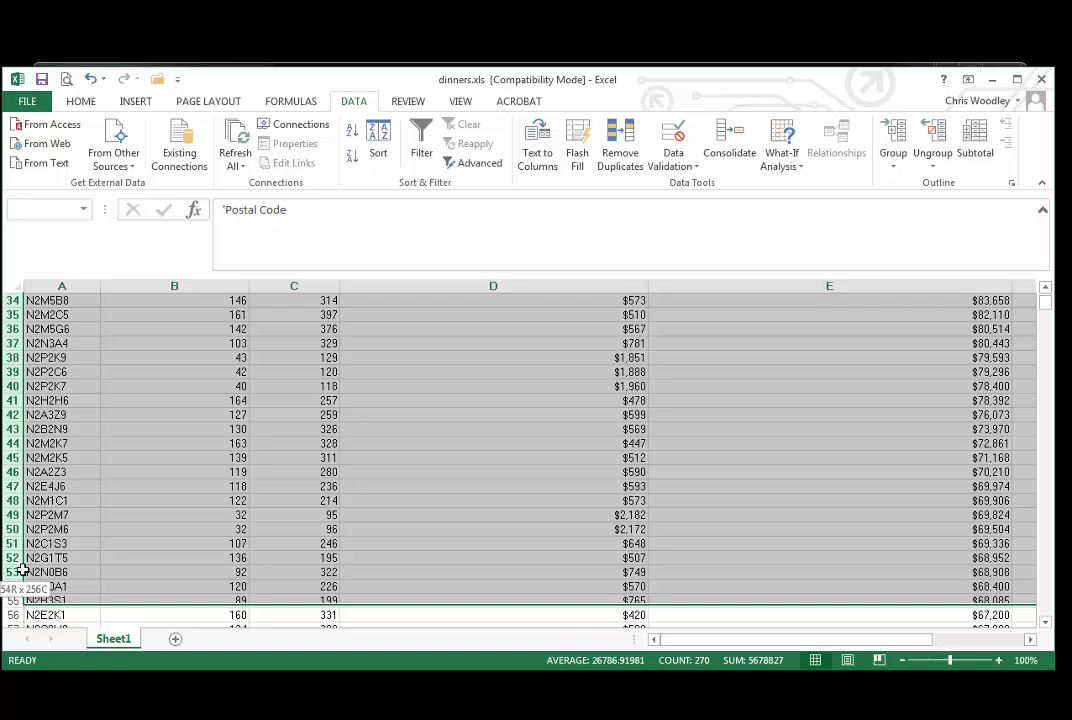 dinners.xls [Compatibility Mode] - Excel
?
FILE HOME INSERT PAGE LAYOUT FORMULAS DATA REVIEW VIEW ACROBAT Chris Woodley
From Access
From Web
From Text
From Other Sources
Existing Connections
Get External Data
Refresh All
Connections
Properties
Edit Links
Connections
Sort
Filter
Clear
Reapply
Advanced
Sort & Filter
Text to Columns
Flash Fill
Remove Duplicates
Data Validation
Consolidate
What-If Analysis
Relationships
Data Tools
Group
Ungroup
Subtotal
Outline
fx 'Postal Code
A B C D E
34 N2M5B8 146 314 $573 $83,658
35 N2M2C5 161 397 $510 $82,110
36 N2M5G6 142 376 $567 $80,514
37 N2N3A4 103 329 $781 $80,443
38 N2P2K9 43 129 $1,851 $79,593
39 N2P2C6 42 120 $1,888 $79,296
40 N2P2K7 40 118 $1,960 $78,400
41 N2H2H6 164 257 $478 $78,392
42 N2A3Z9 127 259 $599 $76,073
43 N2B2N9 130 326 $569 $73,970
44 N2M2K7 163 328 $447 $72,861
45 N2M2K5 139 311 $512 $71,168
46 N2A2Z3 119 280 $590 $70,210
47 N2E4J6 118 236 $593 $69,974
48 N2M1C1 122 214 $573 $69,906
49 N2P2M7 32 95 $2,182 $69,824
50 N2P2M6 32 96 $2,172 $69,504
51 N2C1S3 107 246 $648 $69,336
52 N2G1T5 136 195 $507 $68,952
53 N2N0B6 92 322 $749 $68,908
54R x 256C 120 226 $570 $68,400
55 N2H3S1 89 199 $765 $68,085
56 N2E2K1 160 331 $420 $67,200
Sheet1
READY AVERAGE: 26786.91981 COUNT: 270 SUM: 5678827 100%